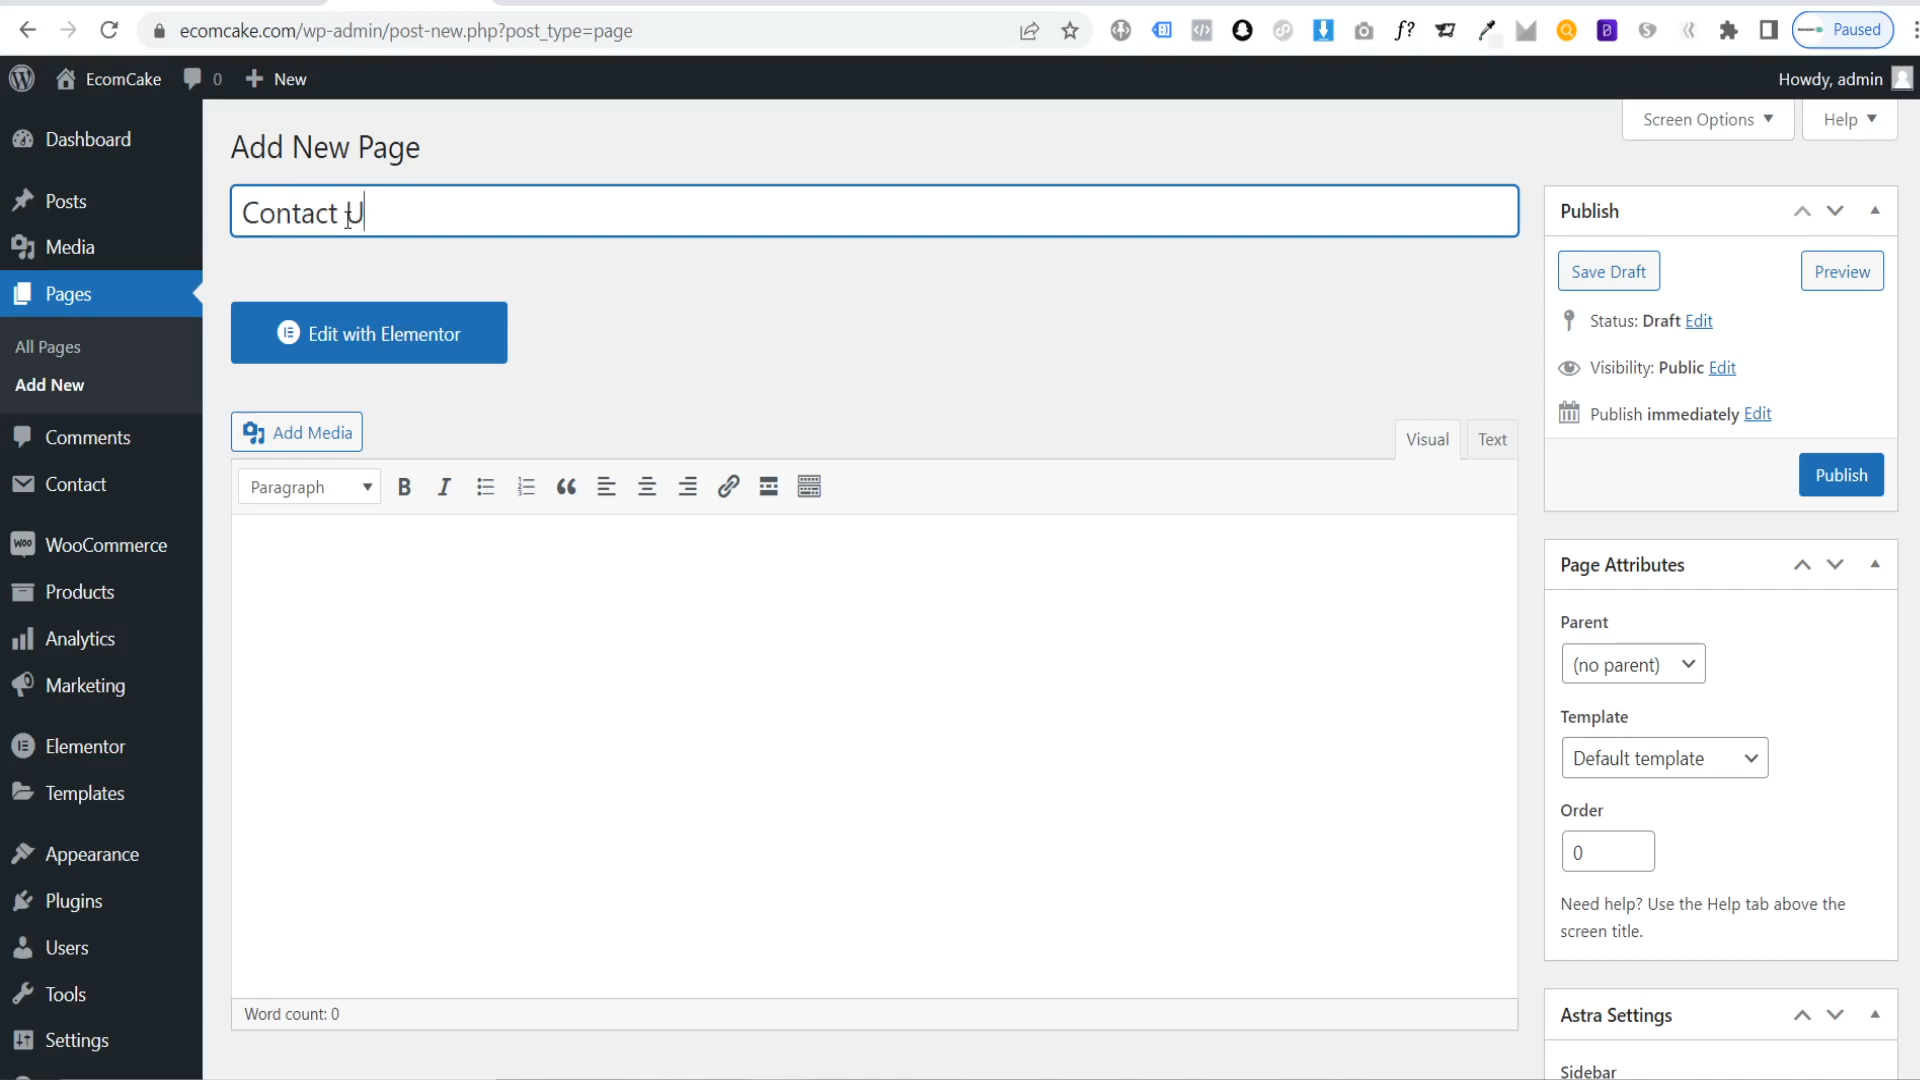 ecomcake.com/wp-admin/post-new.php?post_type=page
f?
Paused
EcomCake
0
New
Howdy, admin
Dashboard
Posts
Media
Pages
All Pages
Add New
Comments
Contact
WooCommerce
Products
Analytics
Marketing
Elementor
Templates
Appearance
Plugins
Users
Tools
Settings
Screen Options
Help
Add New Page
Contact U
Edit with Elementor
Add Media
Visual
Text
Paragraph
B
I
Word count: 0
Publish
Save Draft
Preview
Status: Draft Edit
Visibility: Public Edit
Publish immediately Edit
Publish
Page Attributes
Parent
(no parent)
Template
Default template
Order
0
Need help? Use the Help tab above the
screen title.
Astra Settings
Sidebar